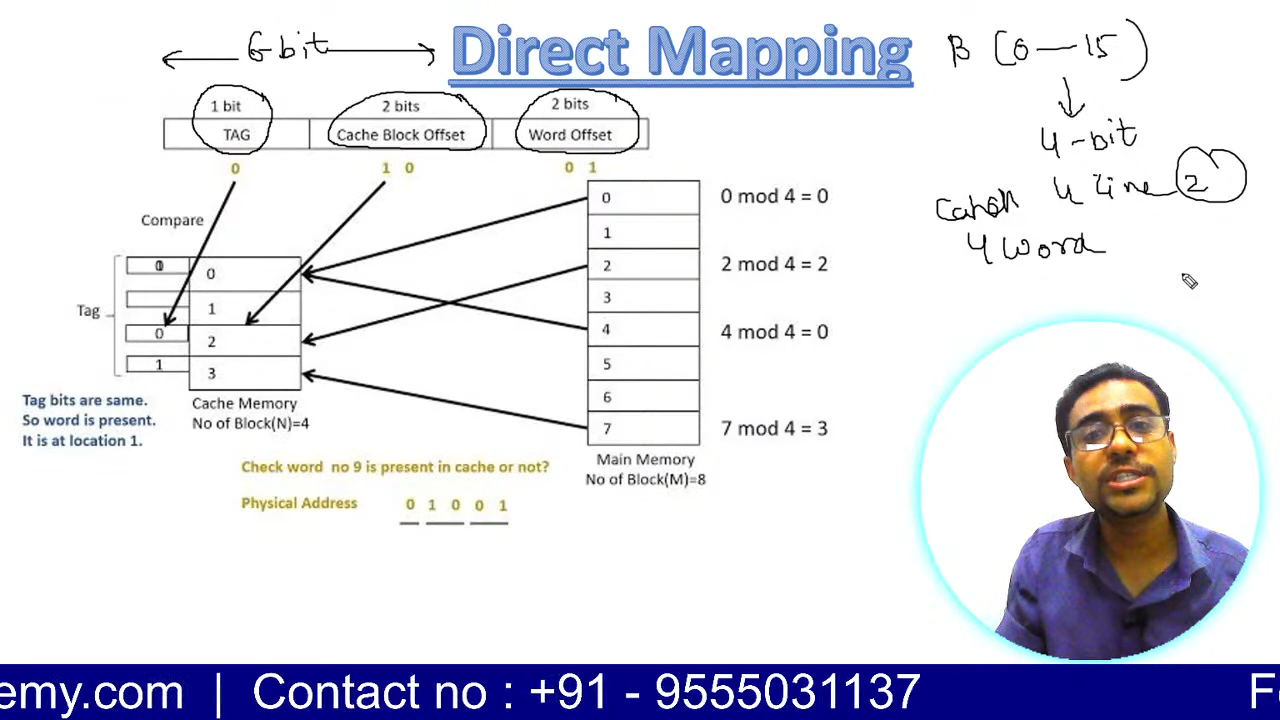 6 bit
Direct Mapping
B (0 — 15)
1 bit
2 bits
2 bits
TAG
Cache Block Offset
Word Offset
4-bit
0
1 0
0 1
4 line 2
4 word
Compare
0
1
2
3
4
5
6
7
0 mod 4 = 0
2 mod 4 = 2
4 mod 4 = 0
7 mod 4 = 3
Tag
0
1
0
1
2
3
Tag bits are same.
So word is present.
It is at location 1.
Cache Memory
No of Block(N)=4
Main Memory
No of Block(M)=8
Check word no 9 is present in cache or not?
Physical Address 0 1 0 0 1
emy.com | Contact no : +91 - 9555031137